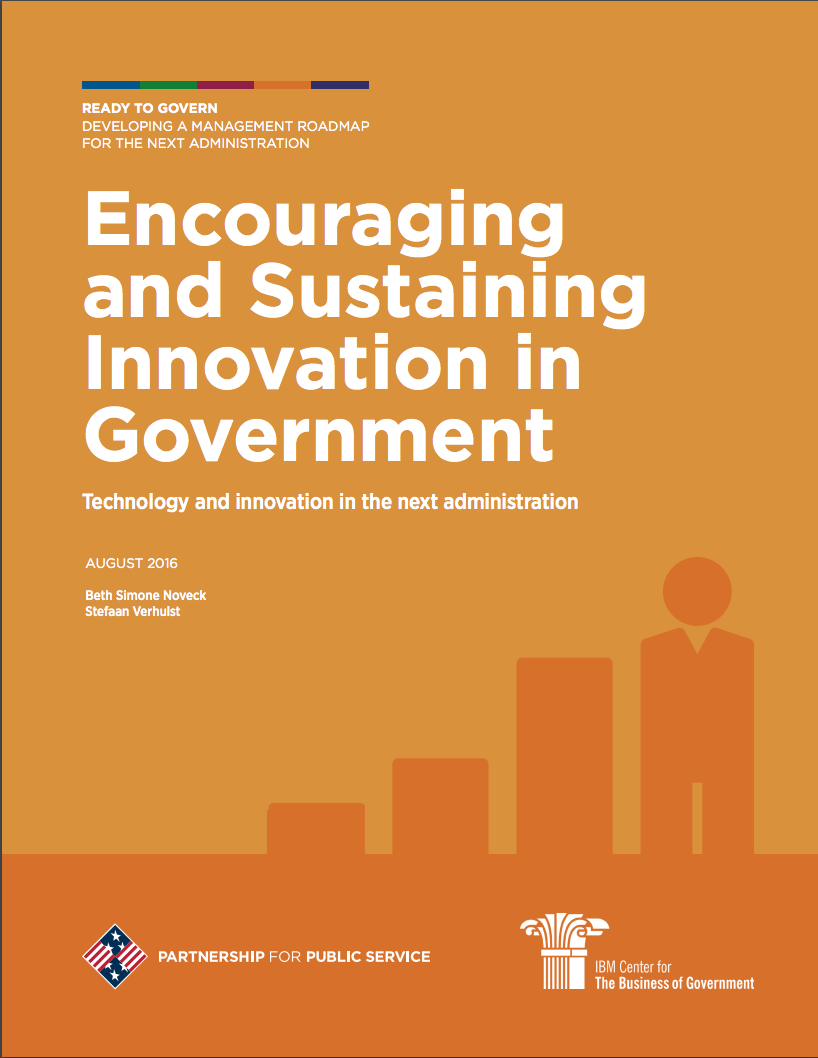 READY TO GOVERN
DEVELOPING A MANAGEMENT ROADMAP
FOR THE NEXT ADMINISTRATION
Encouraging
and Sustaining
Innovation in
Government
Technology and innovation in the next administration
AUGUST 2016
Beth Simone Noveck
Stefaan Verhulst
PARTNERSHIP FOR PUBLIC SERVICE
IBM Center for
The Business of Government